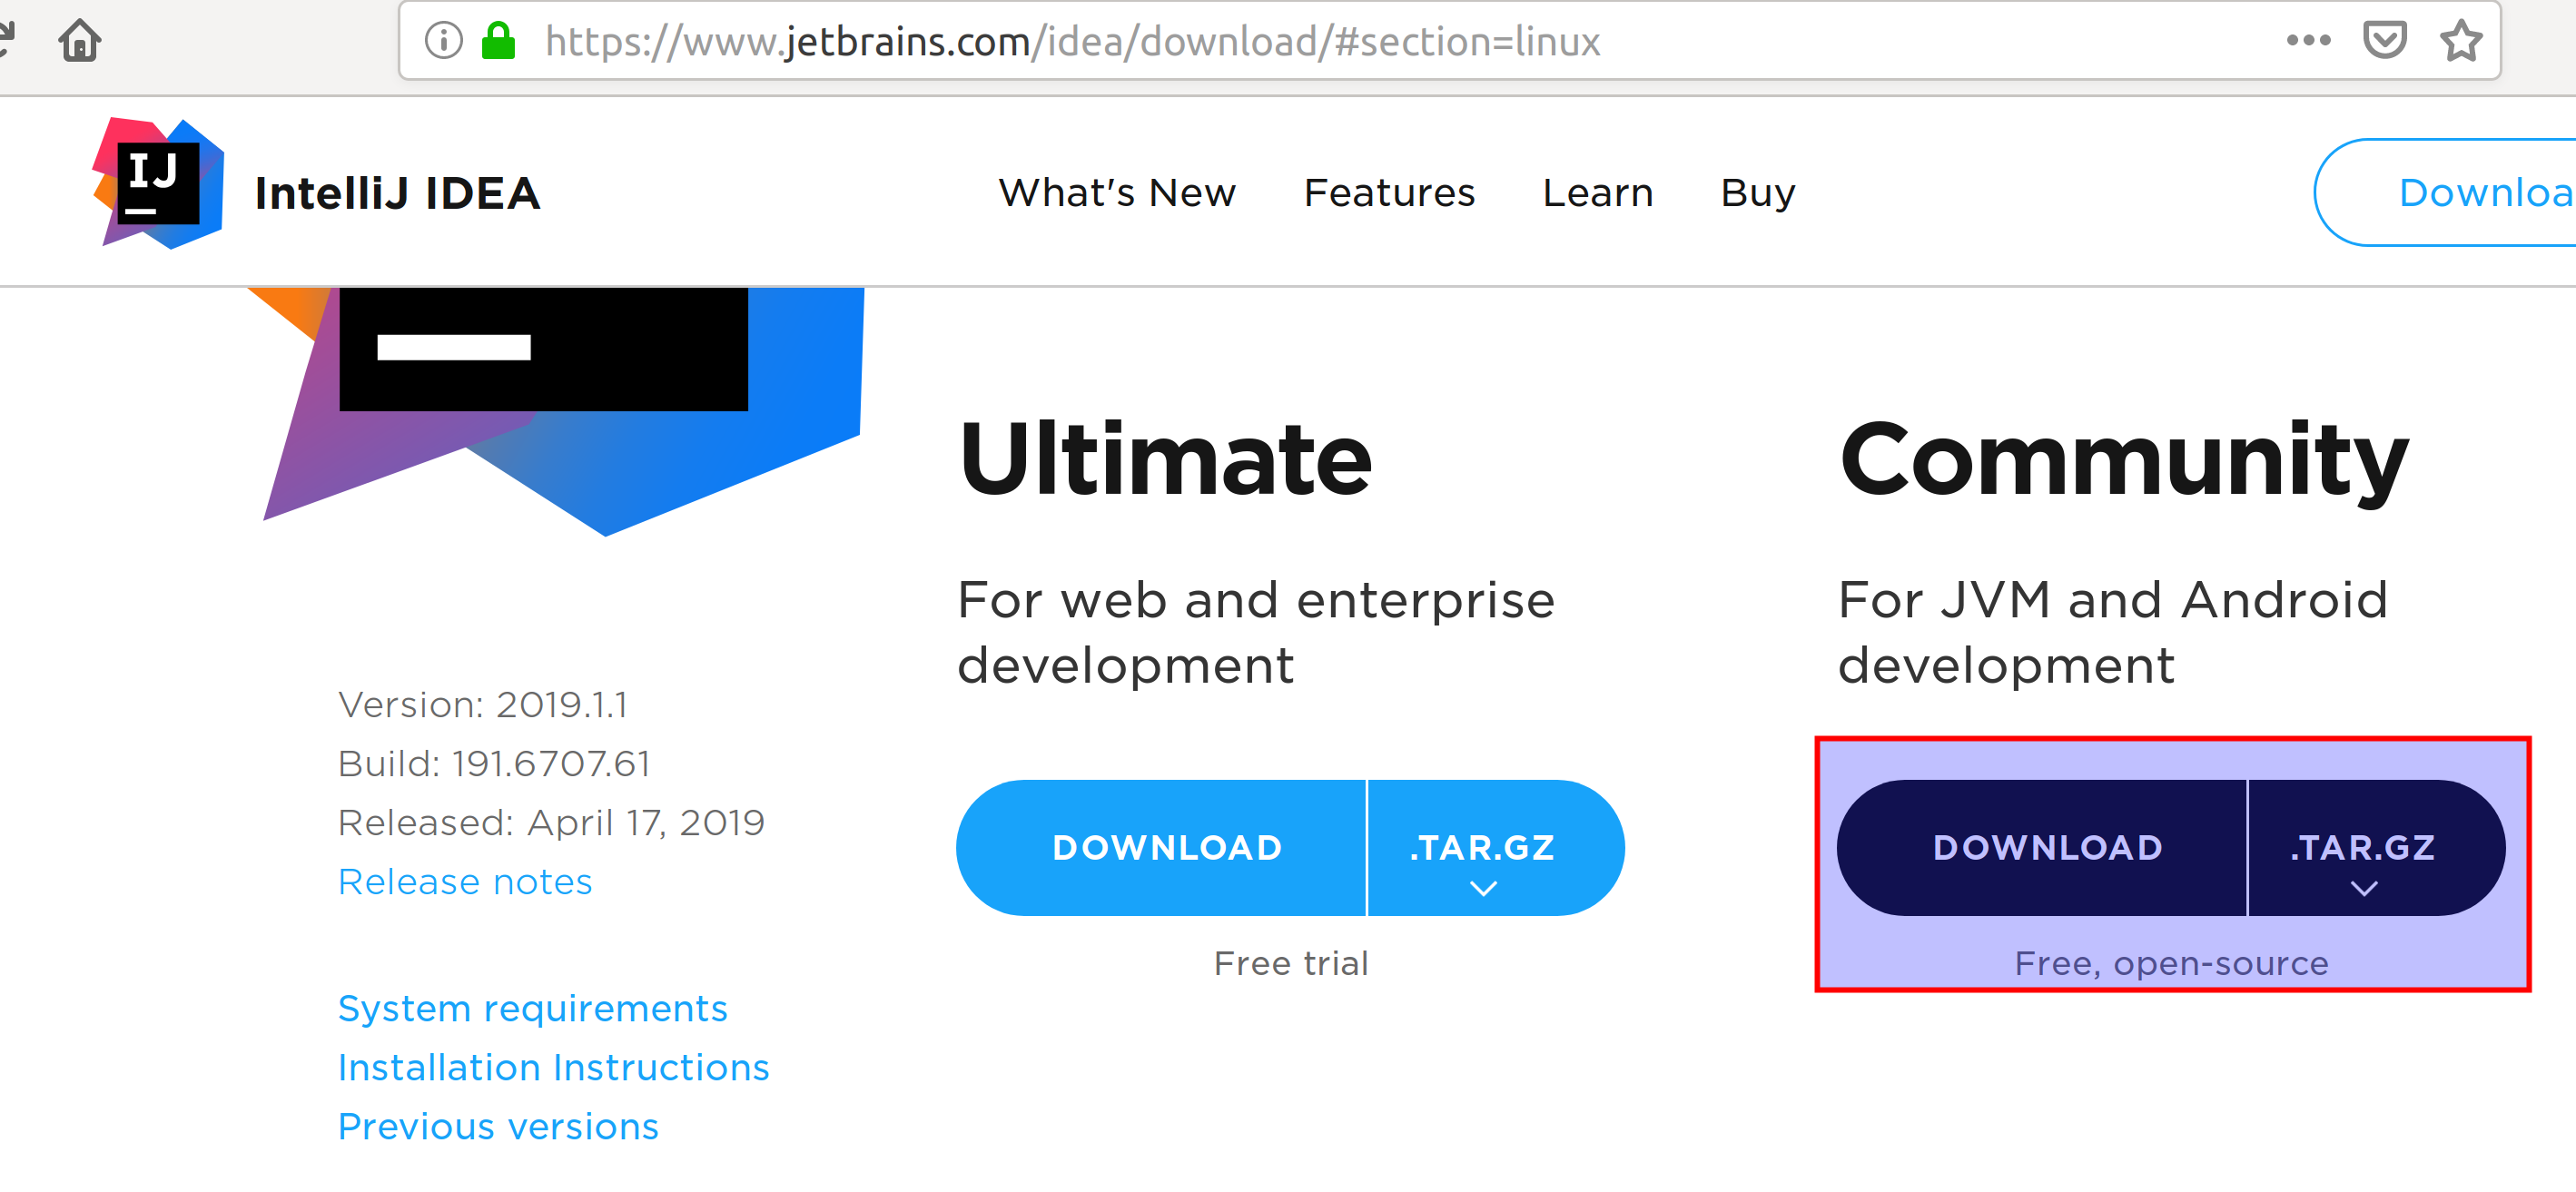 https://www.jetbrains.com/idea/download/#section=linux
IJ
IntelliJ IDEA
What's New
Features
Learn
Buy
Downloa
Ultimate
For web and enterprise
development
DOWNLOAD
.TAR.GZ
Free trial
Community
For JVM and Android
development
DOWNLOAD
.TAR.GZ
Free, open-source
Version: 2019.1.1
Build: 191.6707.61
Released: April 17, 2019
Release notes
System requirements
Installation Instructions
Previous versions